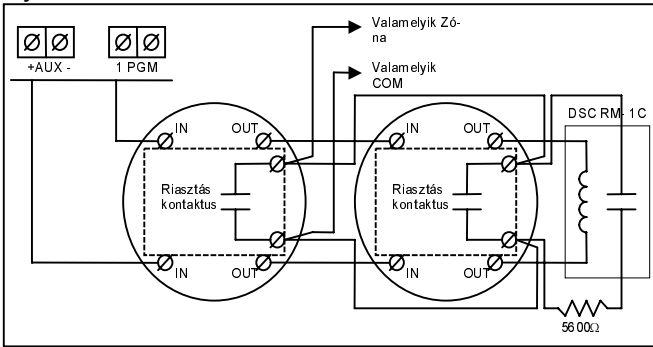 Valamelyik Zó-
na
+AUX -
1 PGM
Valamelyik
COM
DSC RM- 1C
IN
OUT
IN
OUT
Riasztás
kontaktus
Riasztás
kontaktus
IN
OUT
IN
OUT
5600Ω